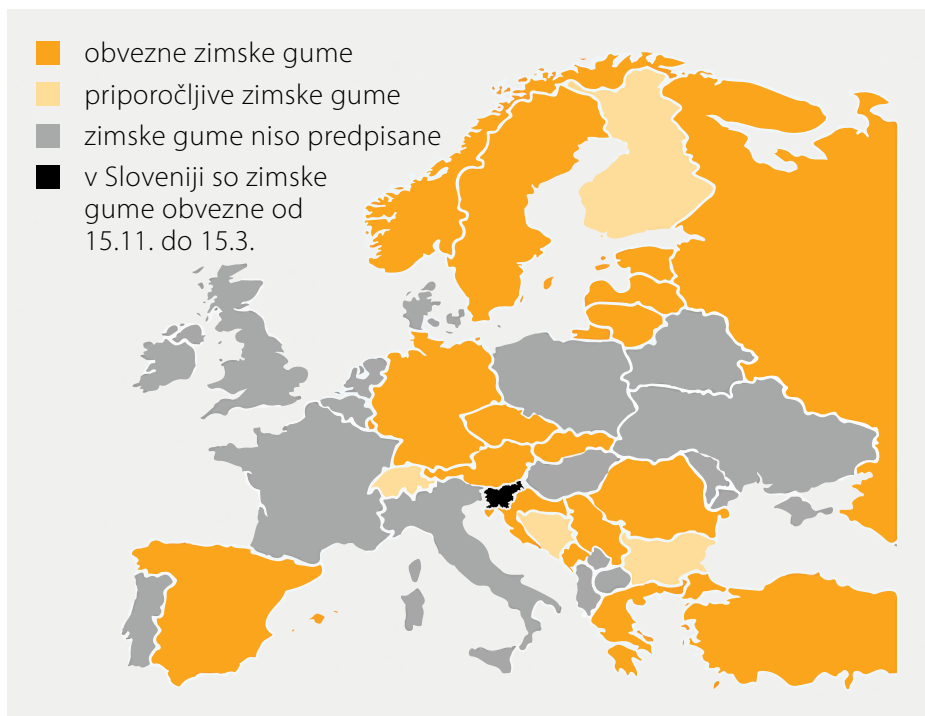 obvezne zimske gume
priporočljive zimske gume
zimske gume niso predpisane
v Sloveniji so zimske
gume obvezne od
15.11. do 15.3.